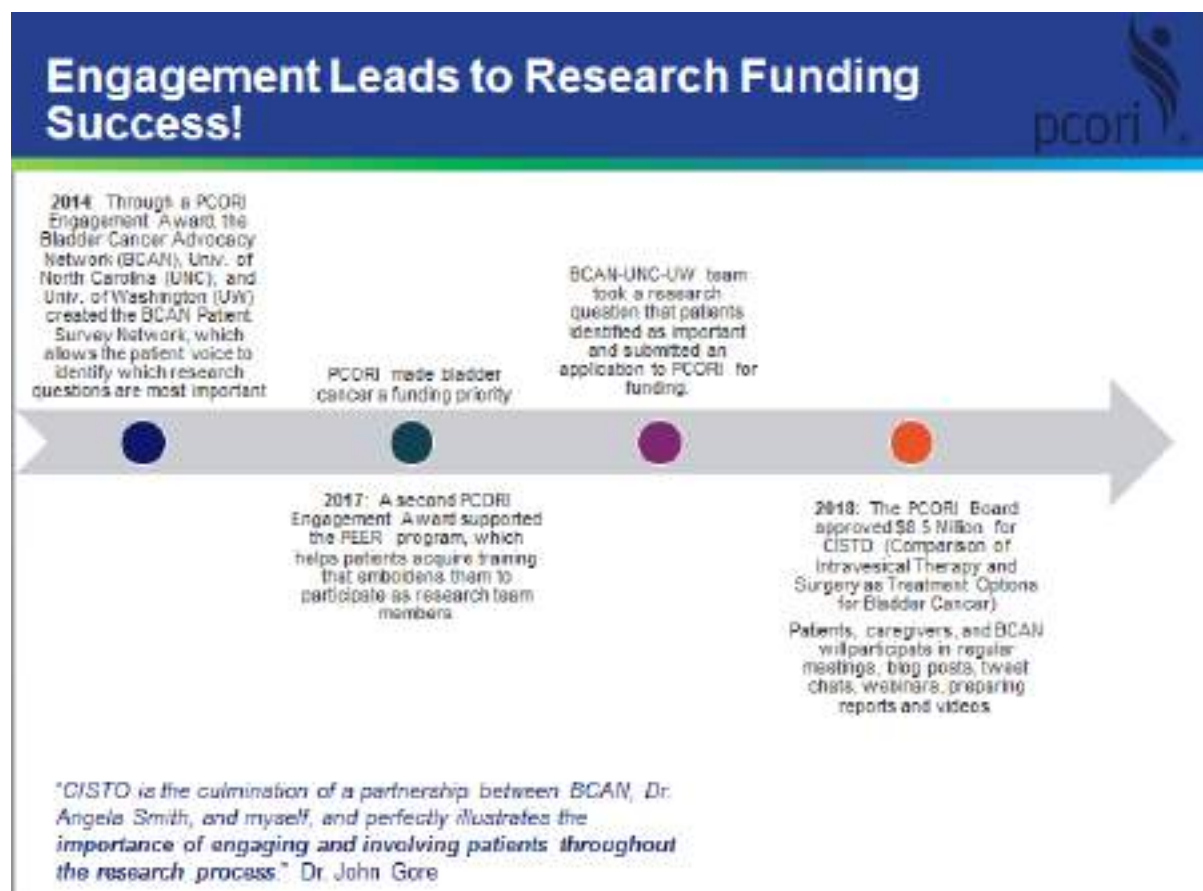 Engagement Leads to Research Funding
Success!
pcori
2014: Through a PCORI
Engagement Award, the
Bladder Cancer Advocacy
Network (BCAN), Univ. of
North Carolina (UNC), and
Univ. of Washington (UW)
created the BCAN Patient
Survey Network, which
allows the patient voice to
identify which research
questions are most important
PCORI made bladder
cancer a funding priority
2017: A second PCORI
Engagement Award supported
the PEER program, which
helps patients acquire training
that emboldens them to
participate as research team
members
BCAN-UNC-UW team
took a research
question that patients
identified as important
and submitted an
application to PCORI for
funding.
2018: The PCORI Board
approved $8.5 Million for
CISTO (Comparison of
Intravesical Therapy and
Surgery as Treatment Options
for Bladder Cancer)
Patients, caregivers, and BCAN
will participate in regular
meetings, blog posts, tweet
chats, webinars, preparing
reports and videos
"CISTO is the culmination of a partnership between BCAN, Dr.
Angela Smith, and myself, and perfectly illustrates the
importance of engaging and involving patients throughout
the research process." Dr. John Gore